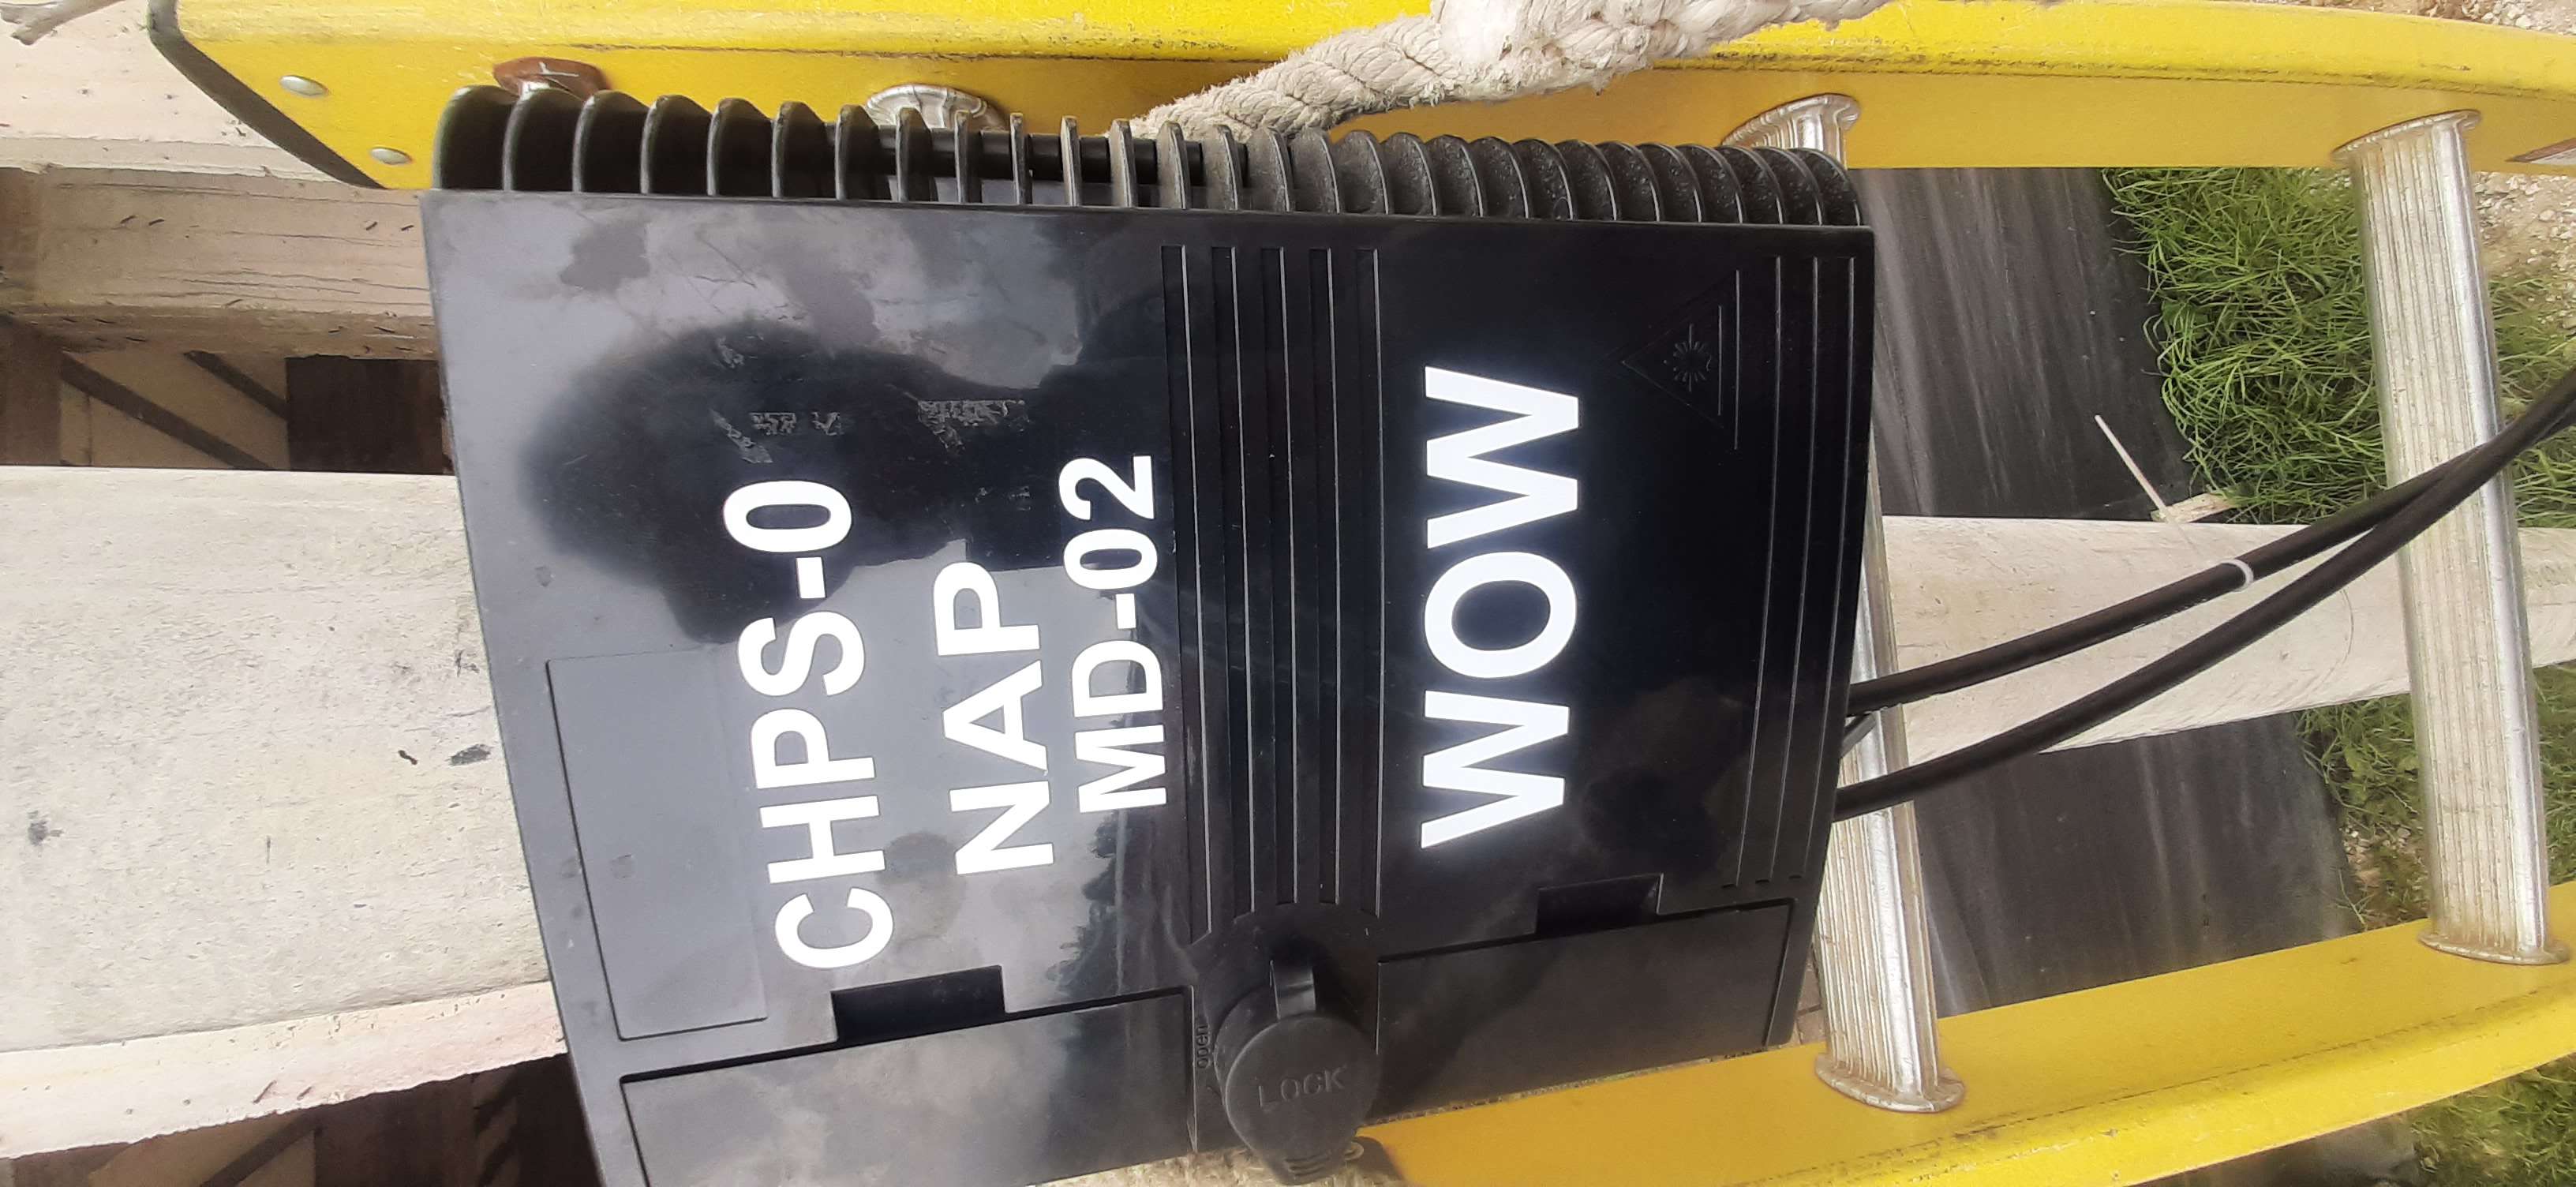 CHPS-0
NAP
MD-02
WOW
open
LOCK